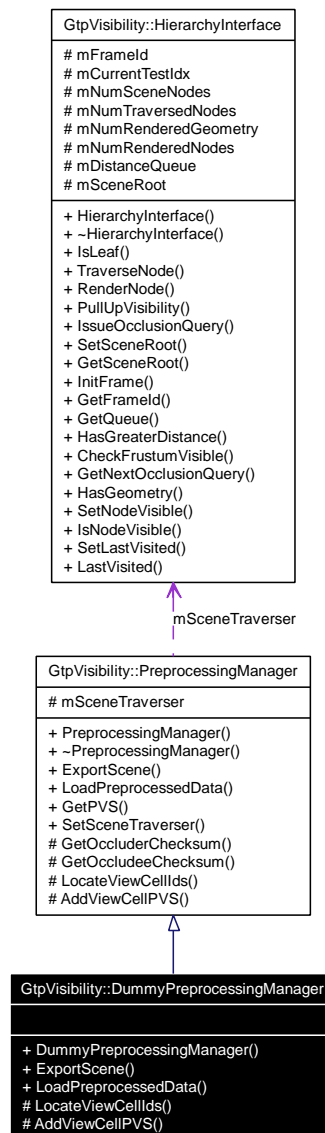 GtpVisibility::HierarchyInterface
# mFrameId
# mCurrentTestIdx
# mNumSceneNodes
# mNumTraversedNodes
# mNumRenderedGeometry
# mNumRenderedNodes
# mDistanceQueue
# mSceneRoot
+ HierarchyInterface()
+ ~HierarchyInterface()
+ IsLeaf()
+ TraverseNode()
+ RenderNode()
+ PullUpVisibility()
+ IssueOcclusionQuery()
+ SetSceneRoot()
+ GetSceneRoot()
+ InitFrame()
+ GetFrameId()
+ GetQueue()
+ HasGreaterDistance()
+ CheckFrustumVisible()
+ GetNextOcclusionQuery()
+ HasGeometry()
+ SetNodeVisible()
+ IsNodeVisible()
+ SetLastVisited()
+ LastVisited()
mSceneTraverser
GtpVisibility::PreprocessingManager
# mSceneTraverser
+ PreprocessingManager()
+ ~PreprocessingManager()
+ ExportScene()
+ LoadPreprocessedData()
+ GetPVS()
+ SetSceneTraverser()
# GetOccluderChecksum()
# GetOccludeeChecksum()
# LocateViewCellIds()
# AddViewCellPVS()
GtpVisibility::DummyPreprocessingManager
+ DummyPreprocessingManager()
+ ExportScene()
+ LoadPreprocessedData()
# LocateViewCellIds()
# AddViewCellPVS()